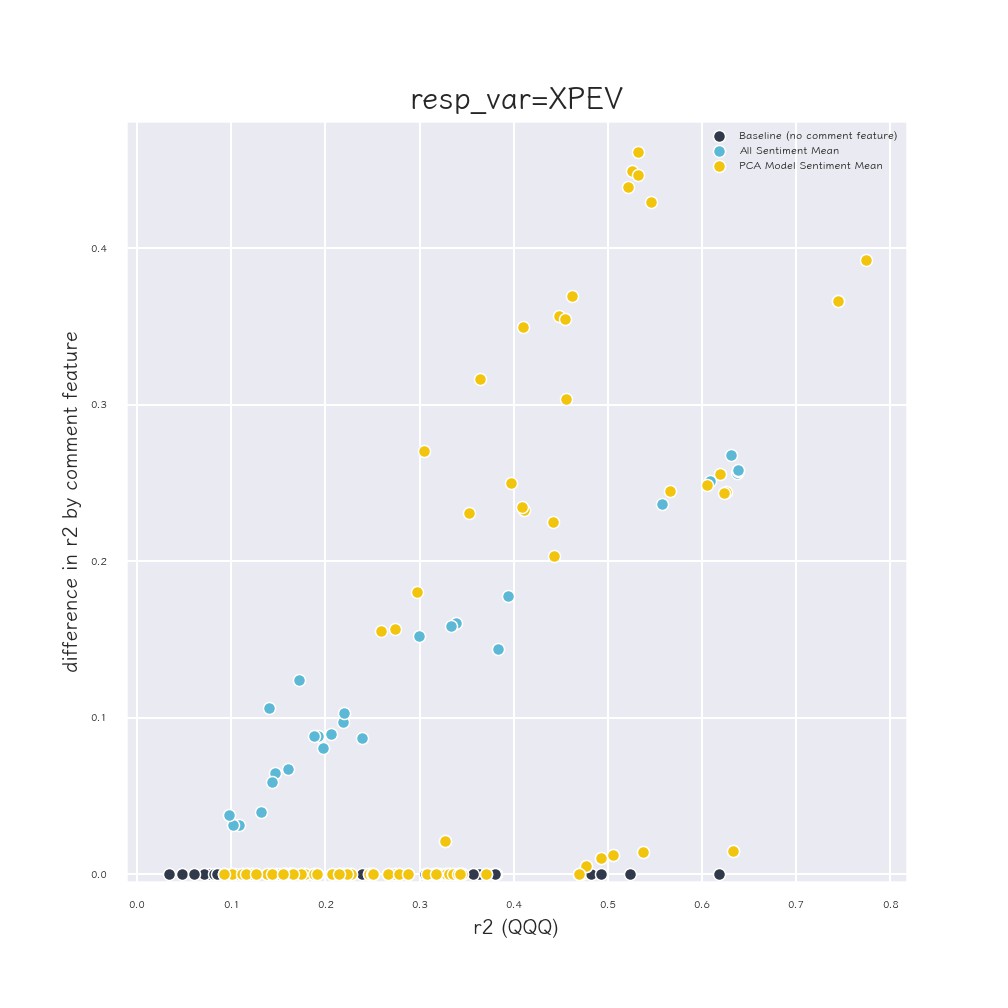 resp_var=XPEV
Baseline (no comment feature)
All Sentiment Mean
PCA Model Sentiment Mean
difference in r2 by comment feature
0.4
0.3
0.2
0.1
0.0
0.0 0.1 0.2 0.3 0.4 0.5 0.6 0.7 0.8
r2 (QQQ)